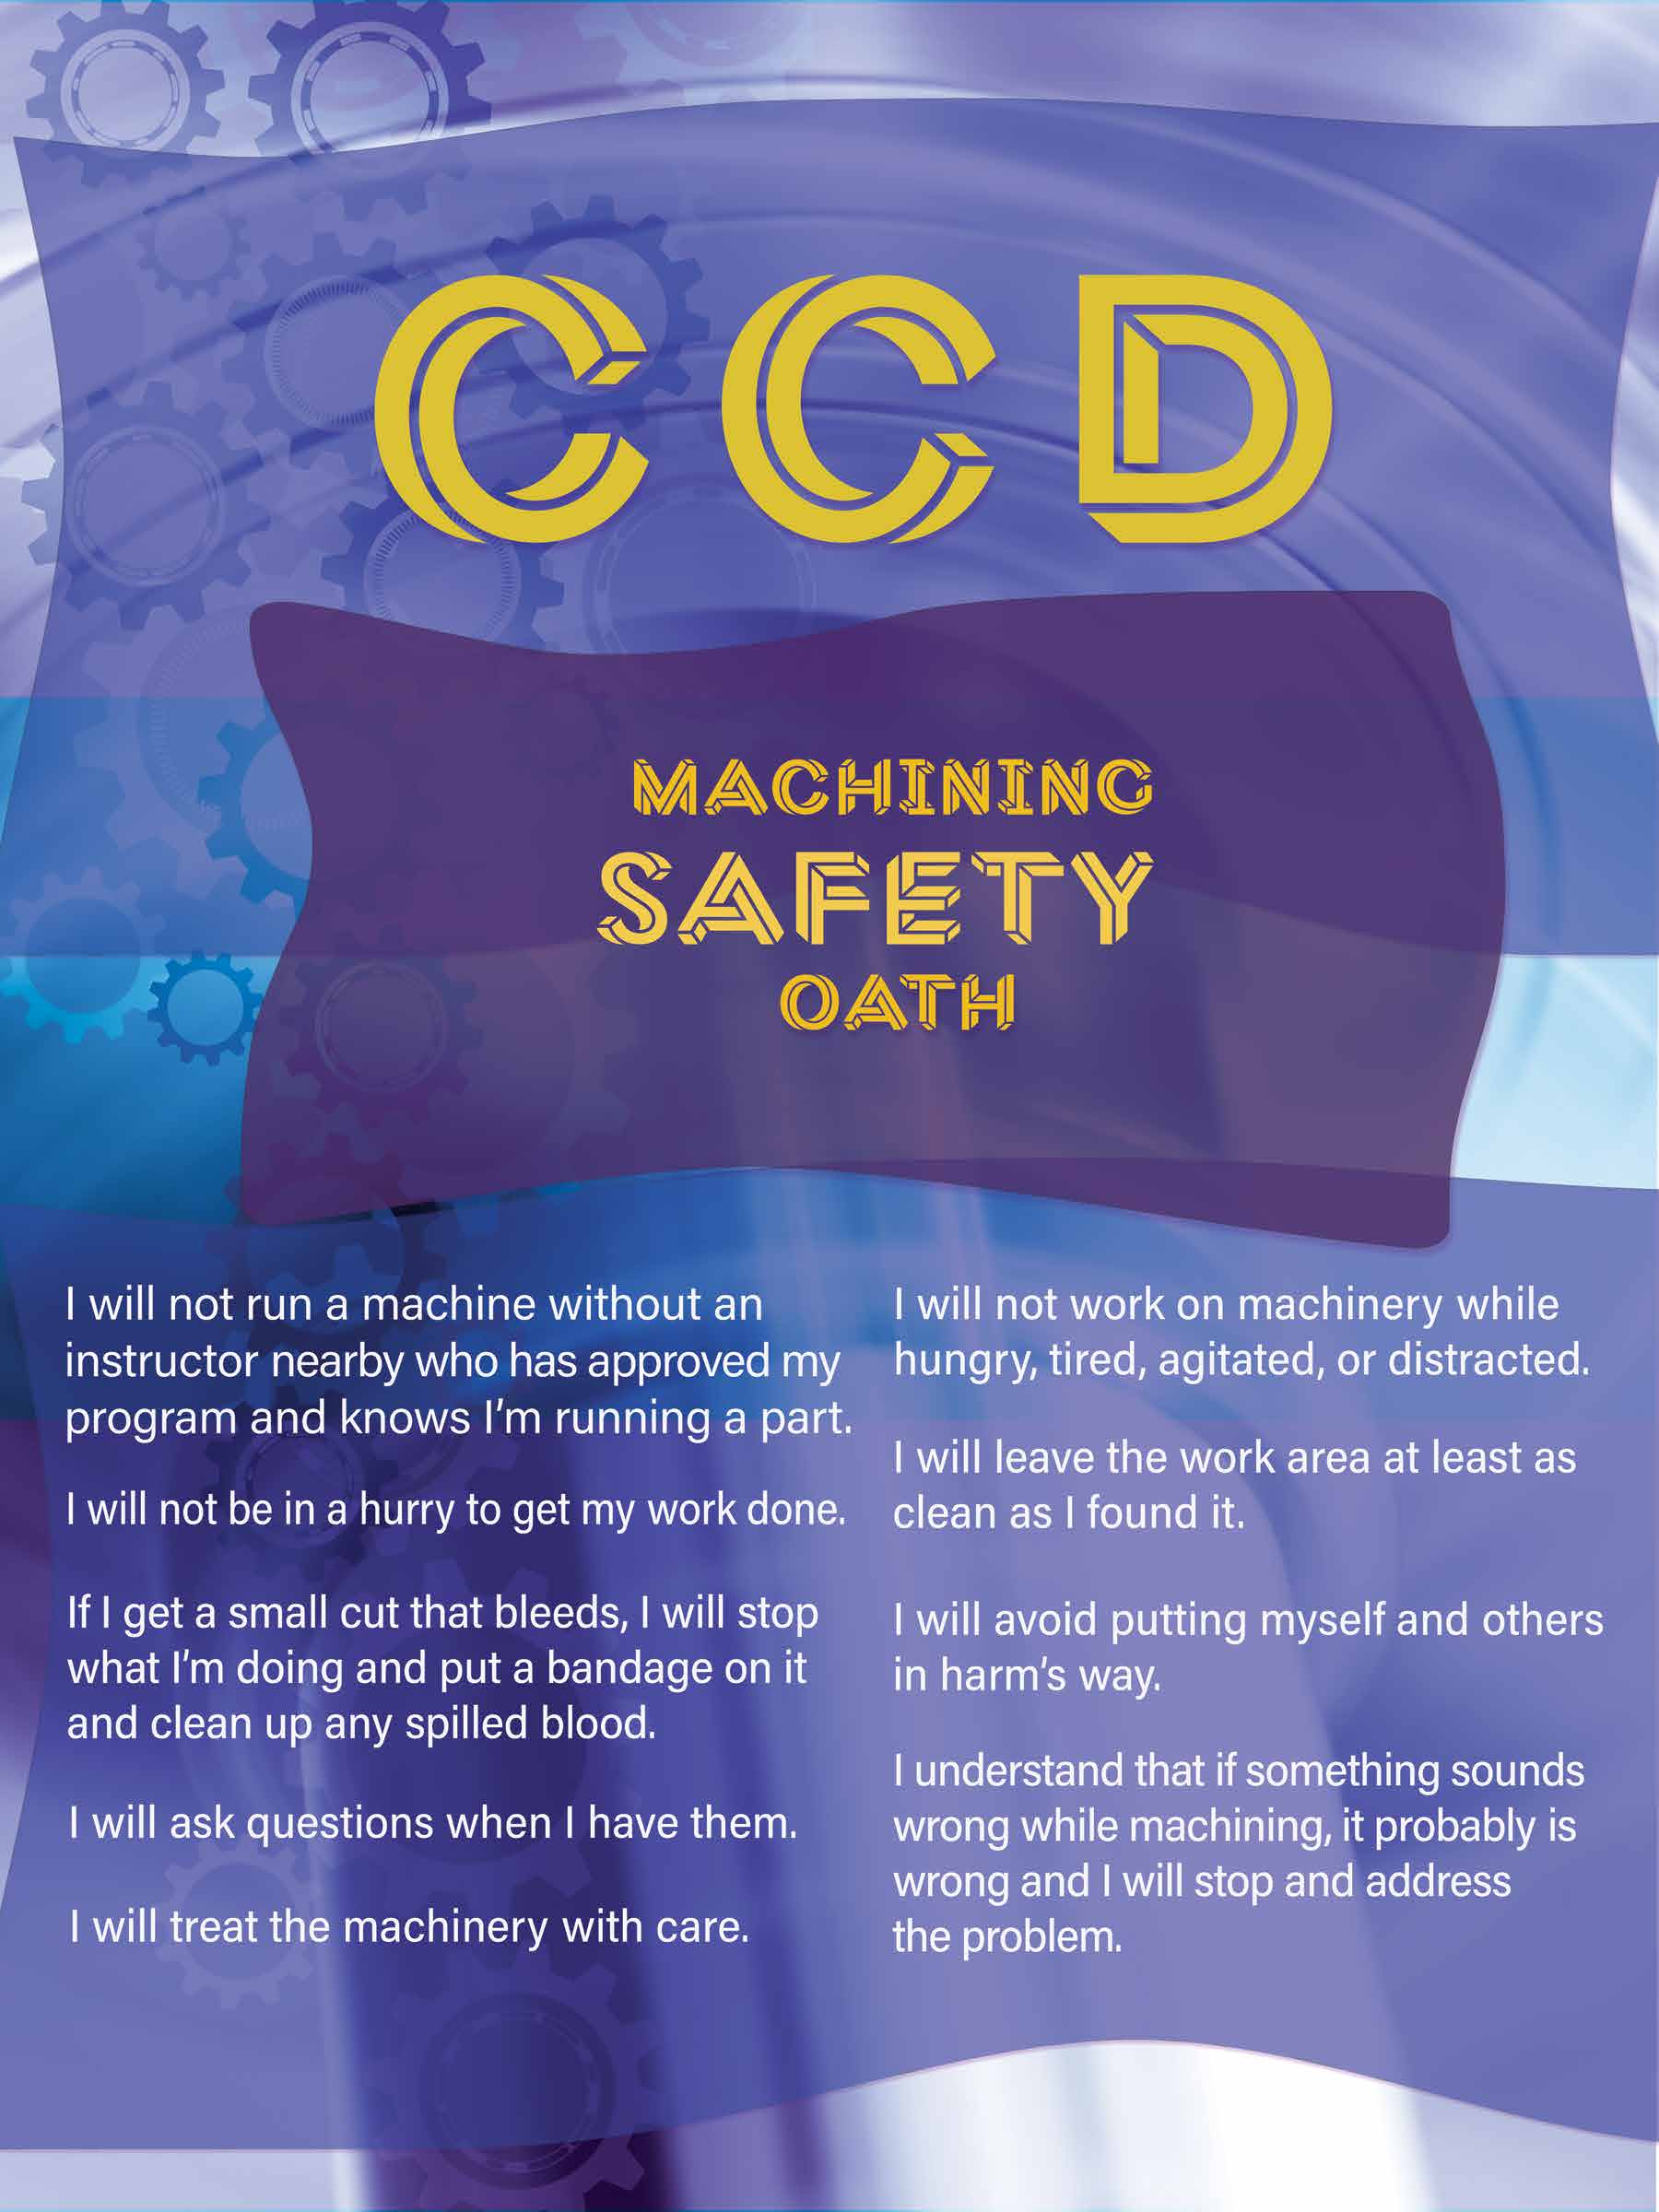 CCD
MACHINING
SAFETY
OATH
I will not run a machine without an
instructor nearby who has approved my
program and knows I'm running a part.
I will not be in a hurry to get my work done.
If I get a small cut that bleeds, I will stop
what I'm doing and put a bandage on it
and clean up any spilled blood.
I will ask questions when I have them.
I will treat the machinery with care.
I will not work on machinery while
hungry, tired, agitated, or distracted.
I will leave the work area at least as
clean as I found it.
I will avoid putting myself and others
in harm's way.
I understand that if something sounds
wrong while machining, it probably is
wrong and I will stop and address
the problem.